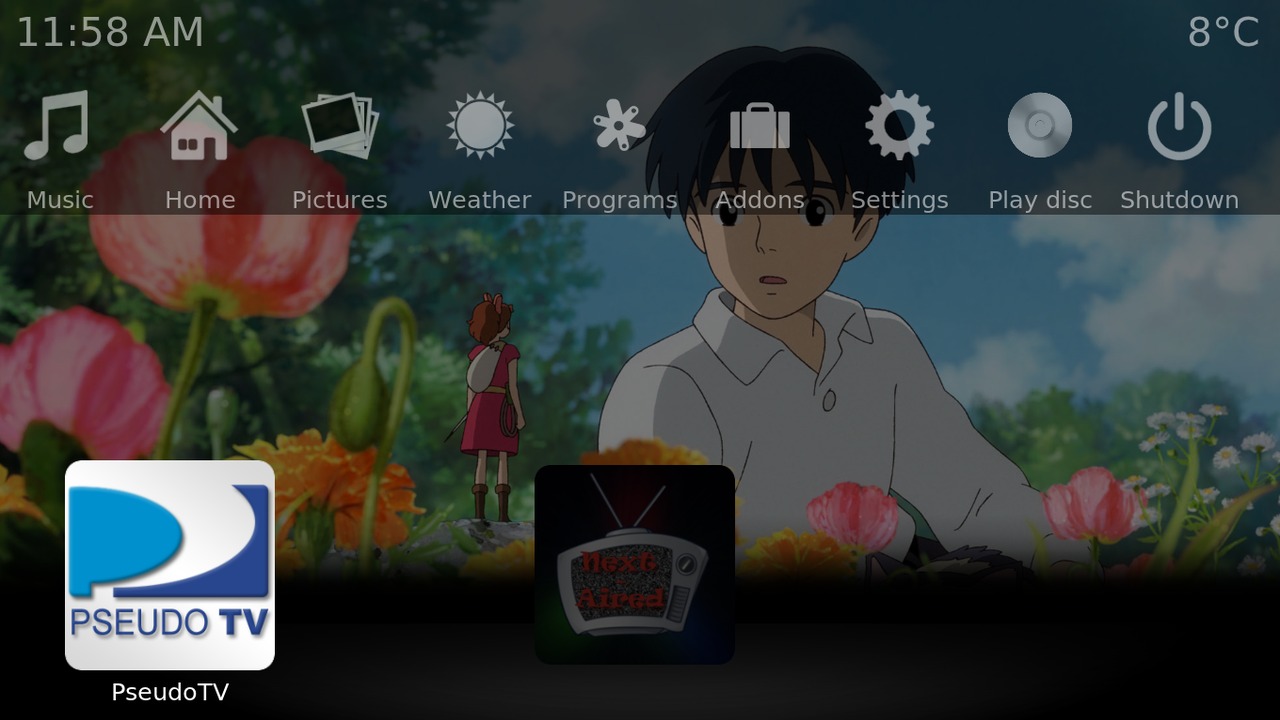 11:58 AM
8°C
Music
Home
Pictures
Weather
Programs
Addons
Settings
Play disc
Shutdown
PSEUDO TV
Next
Aired
PseudoTV